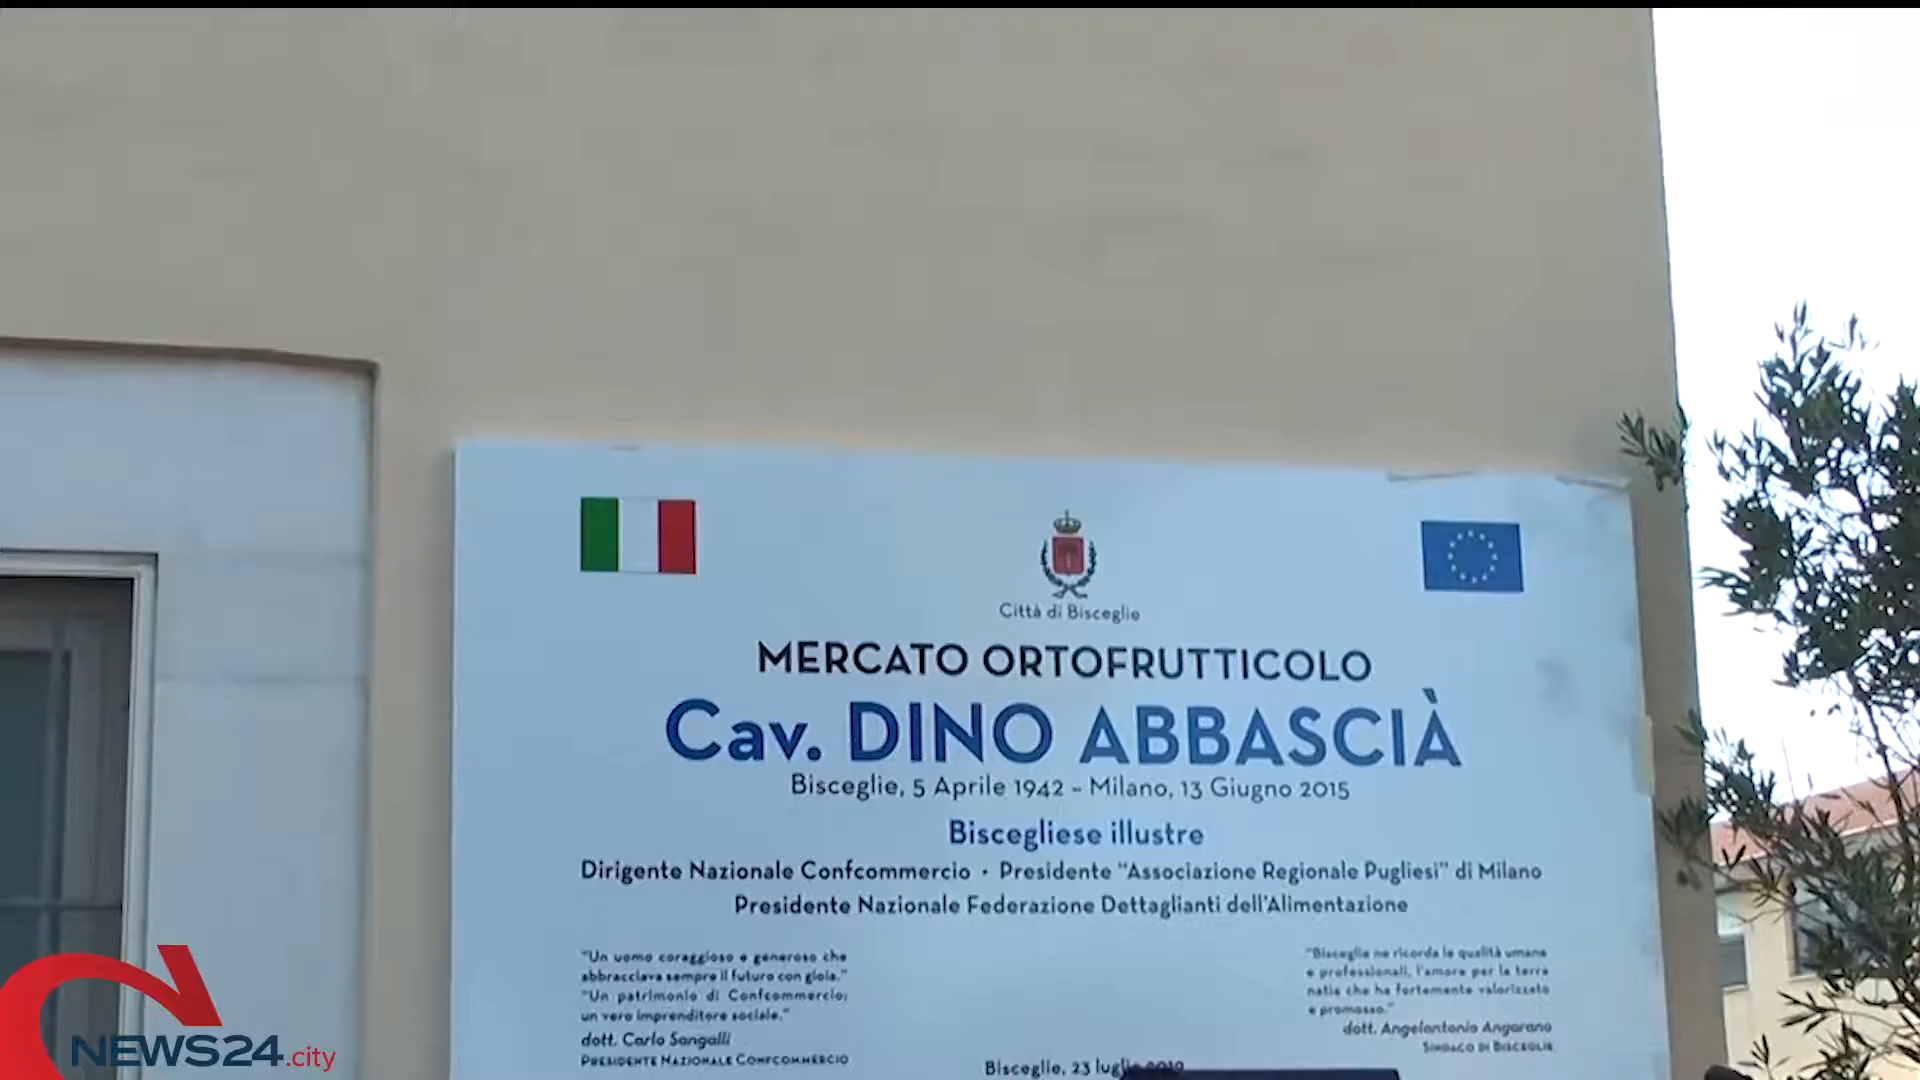 Città di Bisceglie
MERCATO ORTOFRUTTICOLO
Cav. DINO ABBASCIÀ
Bisceglie, 5 Aprile 1942 - Milano, 13 Giugno 2015
Biscegliese illustre
Dirigente Nazionale Confcommercio • Presidente "Associazione Regionale Pugliesi" di Milano
Presidente Nazionale Federazione Dettaglianti dell'Alimentazione
"Un uomo coraggioso e generoso che
abbracciava sempre il futuro con gioia."
"Un patrimonio di Confcommercio;
un vero imprenditore sociale."
dott. Carlo Sangalli
PRESIDENTE NAZIONALE CONFCOMMERCIO
"Bisceglie ne ricorda le qualità umane
e professionali, l'amore per la terra
natia che ha fortemente valorizzato
e promosso."
dott. Angelantonio Angarano
SINDACO DI BISCEGLIE
Bisceglie, 23 luglio 2019
NEWS24.city